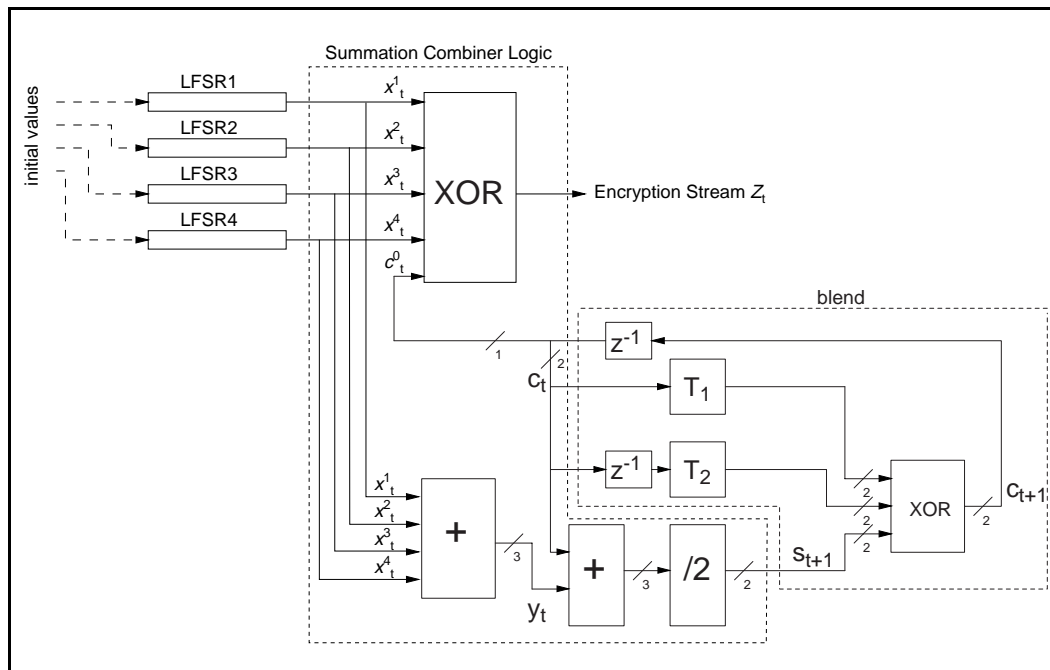 Summation Combiner Logic
initial values
LFSR1
LFSR2
LFSR3
LFSR4
x¹ₜ
x²ₜ
x³ₜ
x⁴ₜ
c⁰ₜ
XOR
Encryption Stream Zₜ
blend
1
2
z⁻¹
cₜ
T₁
z⁻¹
T₂
2
2
2
XOR
2
cₜ₊₁
x¹ₜ
x²ₜ
x³ₜ
x⁴ₜ
+
3
yₜ
+
3
/2
2
sₜ₊₁